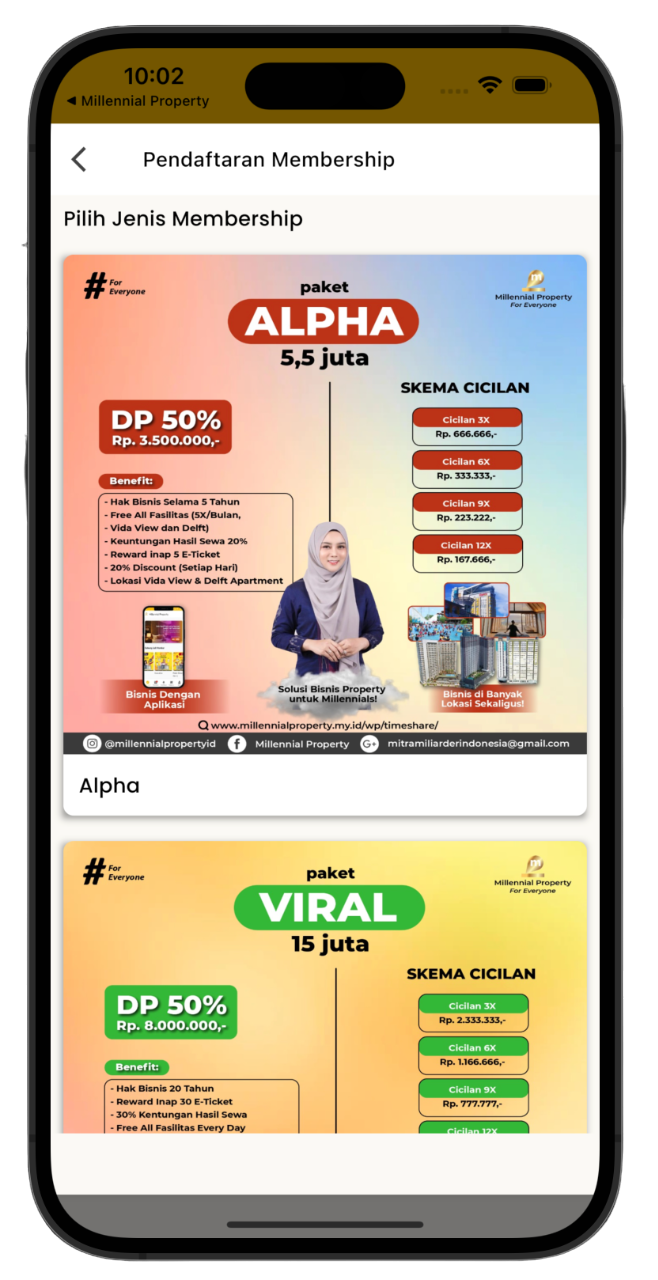 10:02
◀ Millennial Property
Pendaftaran Membership
Pilih Jenis Membership
# For
Everyone
paket
ALPHA
5,5 juta
Millennial Property
For Everyone
DP 50%
Rp. 3.500.000,-
Benefit:
- Hak Bisnis Selama 5 Tahun
- Free All Fasilitas (5X/Bulan,
- Vida View dan Delft)
- Keuntungan Hasil Sewa 20%
- Reward inap 5 E-Ticket
- 20% Discount (Setiap Hari)
- Lokasi Vida View & Delft Apartment
SKEMA CICILAN
Cicilan 3X
Rp. 666.666,-
Cicilan 6X
Rp. 333.333,-
Cicilan 9X
Rp. 223.222,-
Cicilan 12X
Rp. 167.666,-
Bisnis Dengan
Aplikasi
Solusi Bisnis Property
untuk Millennials!
Bisnis di Banyak
Lokasi Sekaligus!
www.millennialproperty.my.id/wp/timeshare/
@millennialpropertyid
Millennial Property
G+ mitramiliarderindonesia@gmail.com
Alpha
# For
Everyone
paket
VIRAL
15 juta
Millennial Property
For Everyone
DP 50%
Rp. 8.000.000,-
Benefit:
- Hak Bisnis 20 Tahun
- Reward Inap 30 E-Ticket
- 30% Kentungan Hasil Sewa
- Free All Fasilitas Every Day
SKEMA CICILAN
Cicilan 3X
Rp. 2.333.333,-
Cicilan 6X
Rp. 1.166.666,-
Cicilan 9X
Rp. 777.777,-
Cicilan 12X